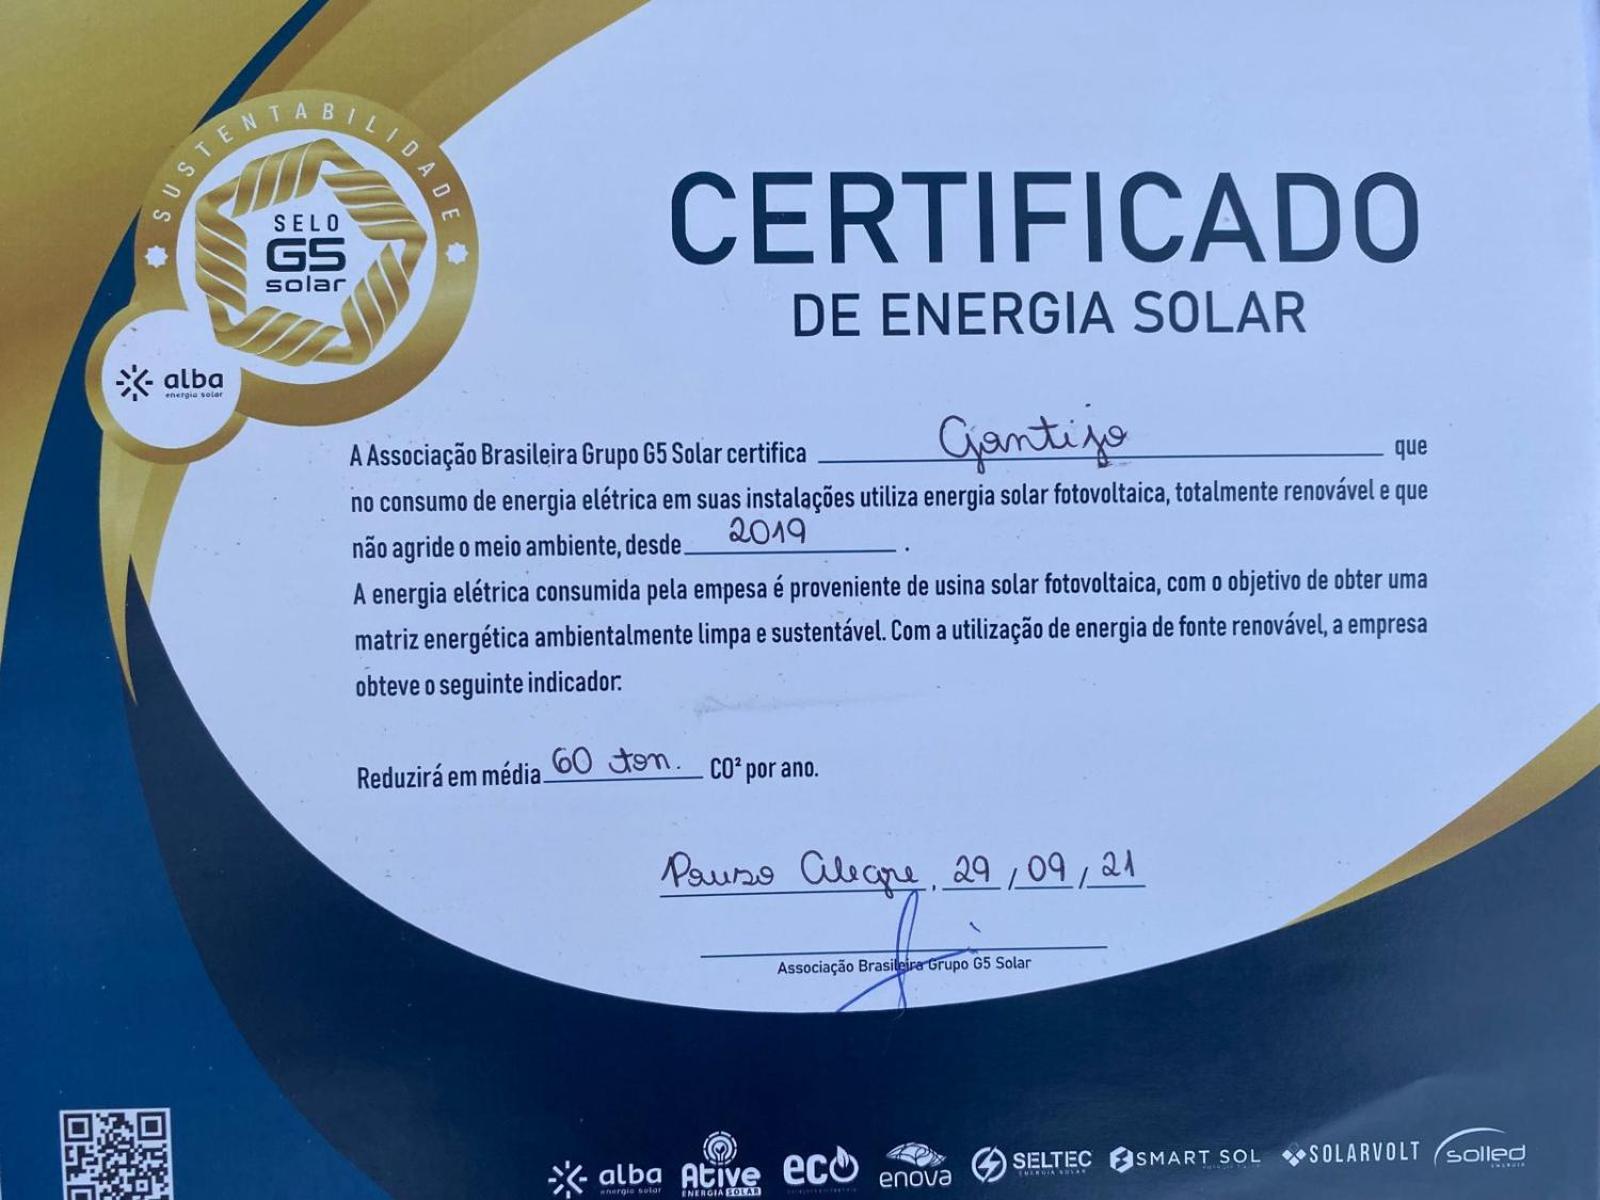 SUSTENTABILIDADE
SELO
G5
solar
alba
energia solar
CERTIFICADO
DE ENERGIA SOLAR
A Associação Brasileira Grupo G5 Solar certifica Gantijo que
no consumo de energia elétrica em suas instalações utiliza energia solar fotovoltaica, totalmente renovável e que
não agride o meio ambiente, desde 2019.
A energia elétrica consumida pela empesa é proveniente de usina solar fotovoltaica, com o objetivo de obter uma
matriz energética ambientalmente limpa e sustentável. Com a utilização de energia de fonte renovável, a empresa
obteve o seguinte indicador:
Reduzirá em média 60 ton. CO² por ano.
Pouso Alegre, 29/09/21
Associação Brasileira Grupo G5 Solar
alba
energia solar
Ative
ENERGIA SOLAR
eco
enova
SELTEC
ENERGIA SOLAR
SMART SOL
SOLARVOLT
solled
ENERGIA